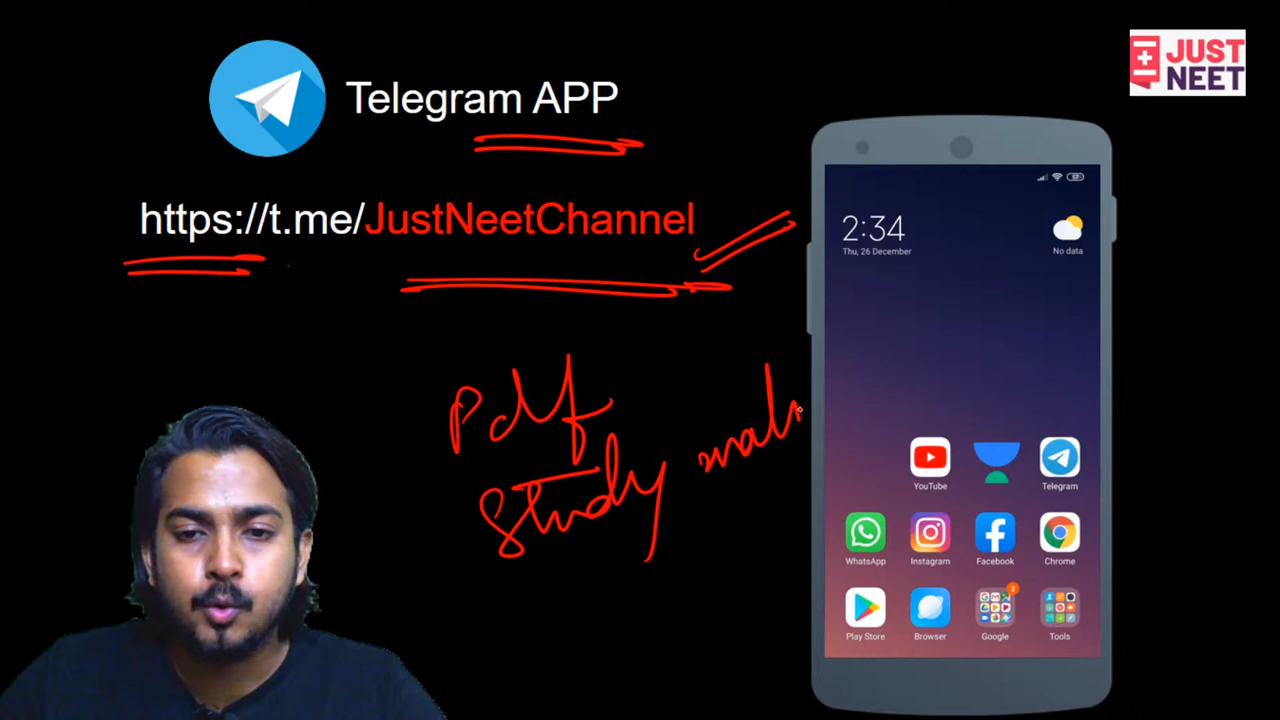 Telegram APP
JUST
NEET
https://t.me/JustNeetChannel
2:34
Thu, 26 December
No data
Pdf
Study
YouTube
Telegram
WhatsApp
Instagram
Facebook
Chrome
2
Play Store
Browser
Google
Tools